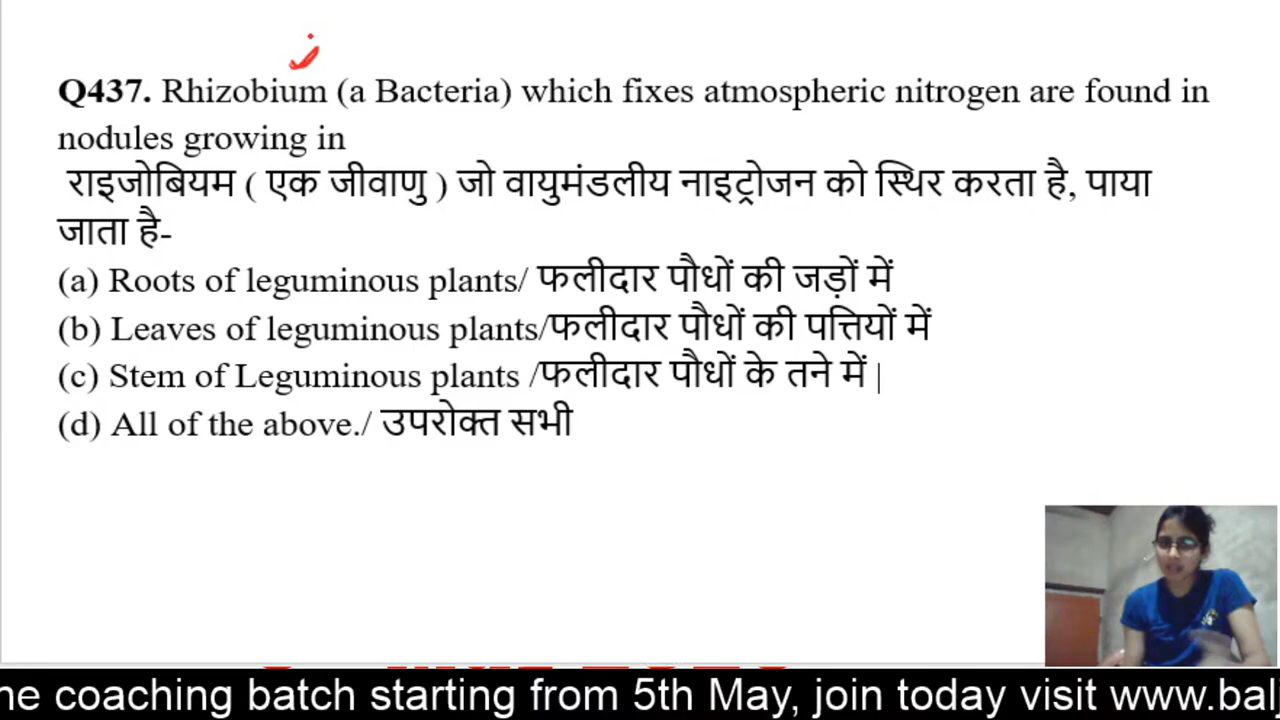 Q437. Rhizobium (a Bacteria) which fixes atmospheric nitrogen are found in
nodules growing in
राइजोबियम ( एक जीवाणु ) जो वायुमंडलीय नाइट्रोजन को स्थिर करता है, पाया
जाता है-
(a) Roots of leguminous plants/ फलीदार पौधों की जड़ों में
(b) Leaves of leguminous plants/फलीदार पौधों की पत्तियों में
(c) Stem of Leguminous plants /फलीदार पौधों के तने में |
(d) All of the above./ उपरोक्त सभी
he coaching batch starting from 5th May, join today visit www.bal